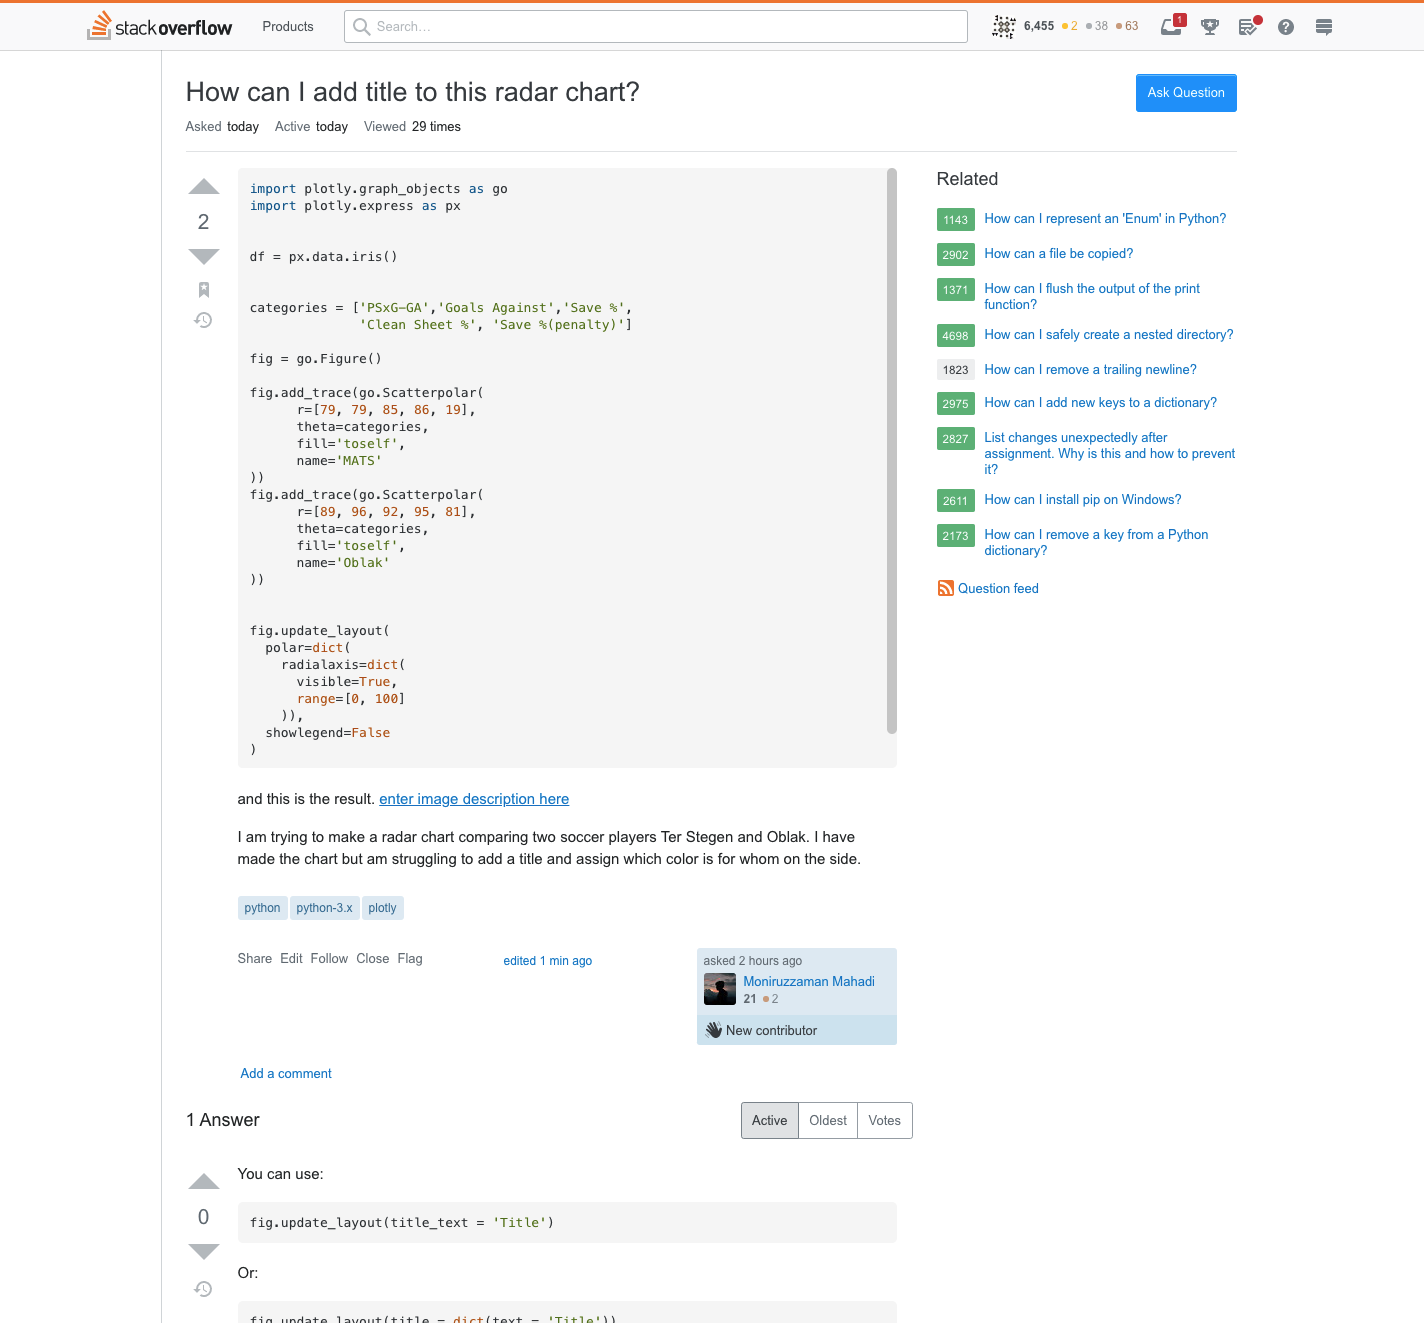 stackoverflow Products Search... 6,455 2 38 63 1
How can I add title to this radar chart?
Ask Question
Asked today Active today Viewed 29 times
2
import plotly.graph_objects as go
import plotly.express as px
df = px.data.iris()
categories = ['PSxG-GA','Goals Against','Save %',
'Clean Sheet %', 'Save %(penalty)']
fig = go.Figure()
fig.add_trace(go.Scatterpolar(
r=[79, 79, 85, 86, 19],
theta=categories,
fill='toself',
name='MATS'
))
fig.add_trace(go.Scatterpolar(
r=[89, 96, 92, 95, 81],
theta=categories,
fill='toself',
name='Oblak'
))
fig.update_layout(
polar=dict(
radialaxis=dict(
visible=True,
range=[0, 100]
)),
showlegend=False
)
and this is the result. enter image description here
I am trying to make a radar chart comparing two soccer players Ter Stegen and Oblak. I have
made the chart but am struggling to add a title and assign which color is for whom on the side.
python python-3.x plotly
Share Edit Follow Close Flag
edited 1 min ago
asked 2 hours ago
Moniruzzaman Mahadi
21 2
New contributor
Add a comment
Related
1143 How can I represent an 'Enum' in Python?
2902 How can a file be copied?
1371 How can I flush the output of the print
function?
4698 How can I safely create a nested directory?
1823 How can I remove a trailing newline?
2975 How can I add new keys to a dictionary?
2827 List changes unexpectedly after
assignment. Why is this and how to prevent
it?
2611 How can I install pip on Windows?
2173 How can I remove a key from a Python
dictionary?
Question feed
1 Answer
Active Oldest Votes
0
You can use:
fig.update_layout(title_text = 'Title')
Or:
fig.update_layout(title = dict(text = 'Title'))